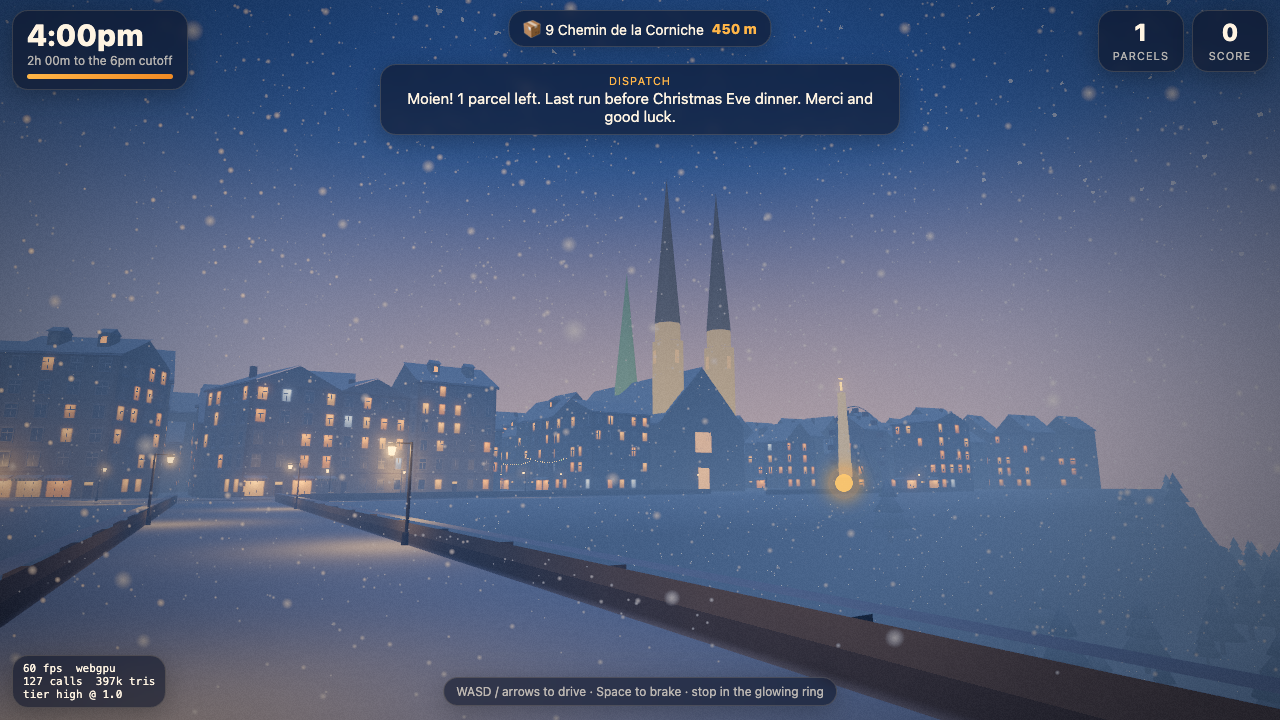 4:00pm
2h 00m to the 6pm cutoff
📦 9 Chemin de la Corniche 450 m
1
PARCELS
0
SCORE
DISPATCH
Moien! 1 parcel left. Last run before Christmas Eve dinner. Merci and
good luck.
60 fps webgpu
127 calls 397k tris
tier high @ 1.0
WASD / arrows to drive · Space to brake · stop in the glowing ring